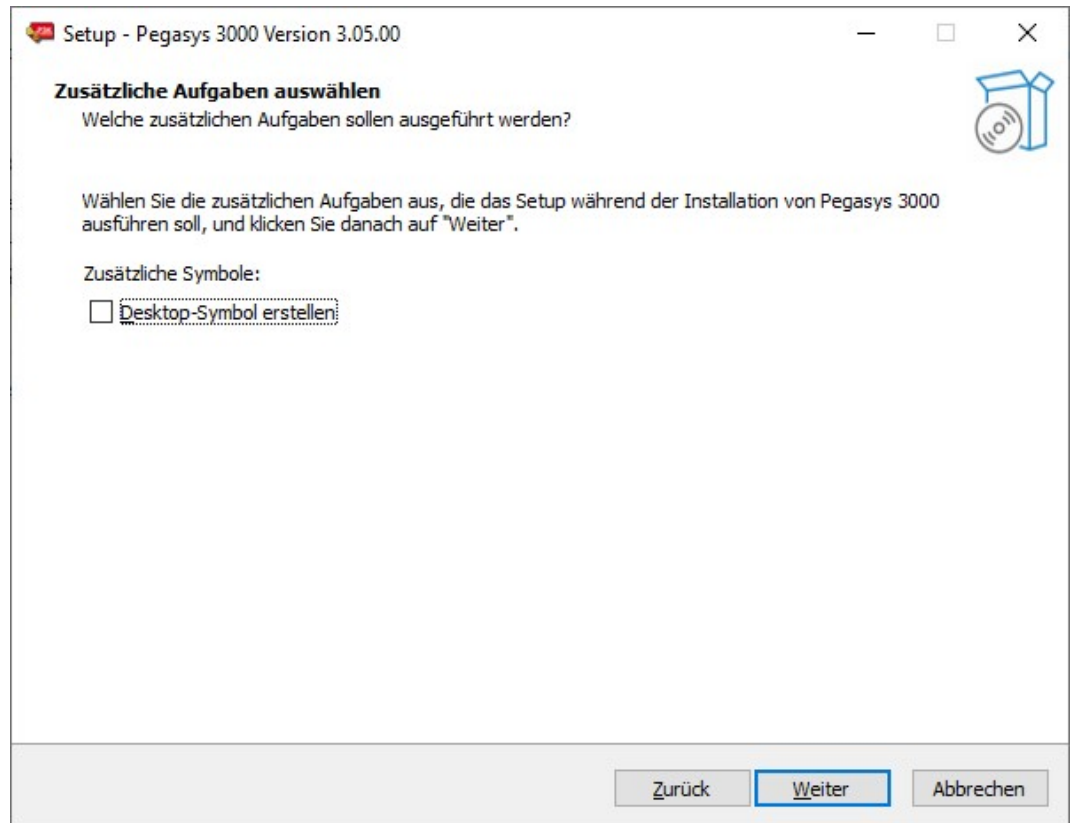 Setup - Pegasys 3000 Version 3.05.00
Zusätzliche Aufgaben auswählen
Welche zusätzlichen Aufgaben sollen ausgeführt werden?
Wählen Sie die zusätzlichen Aufgaben aus, die das Setup während der Installation von Pegasys 3000
ausführen soll, und klicken Sie danach auf "Weiter".
Zusätzliche Symbole:
Desktop-Symbol erstellen
Zurück
Weiter
Abbrechen